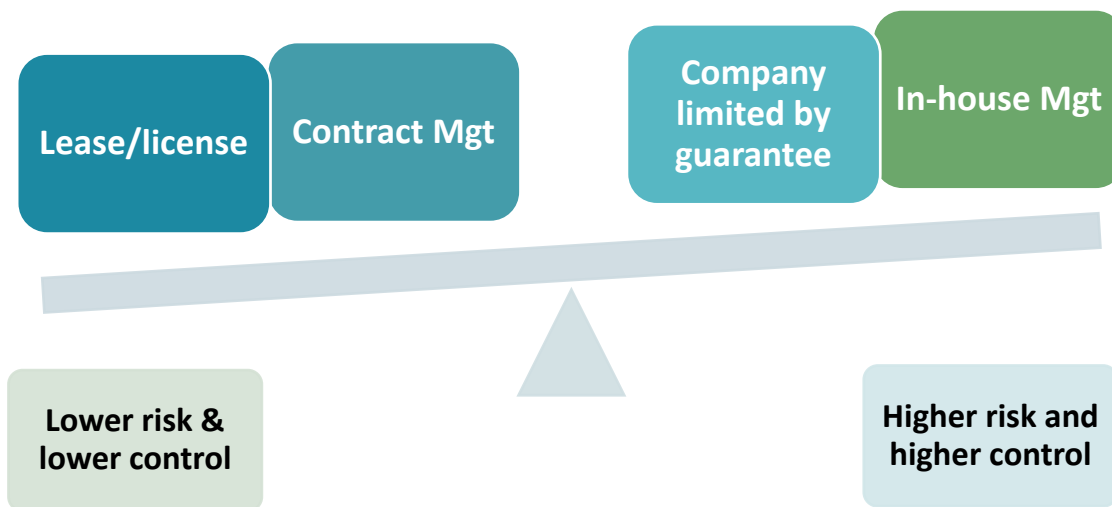 Lease/license
Contract Mgt
Company
limited by
guarantee
In-house Mgt
Lower risk &
lower control
Higher risk and
higher control